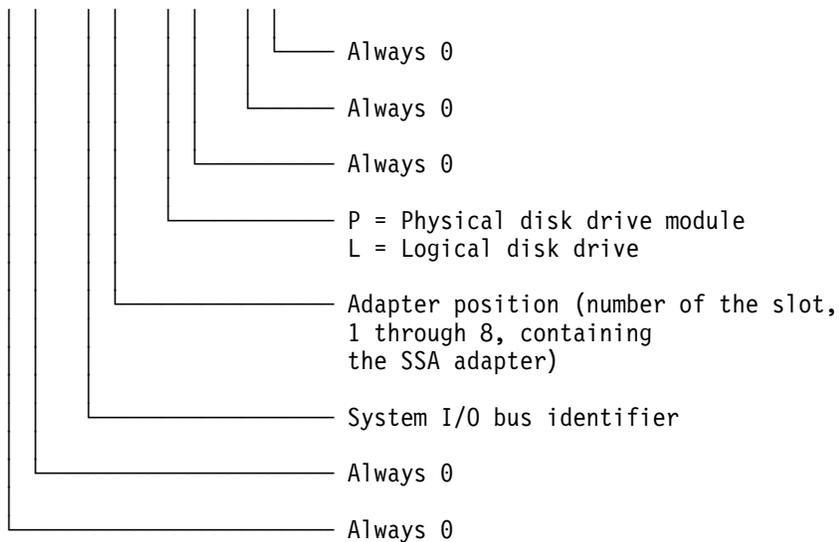 Always 0
Always 0
Always 0
P = Physical disk drive module
L = Logical disk drive
Adapter position (number of the slot,
1 through 8, containing
the SSA adapter)
System I/O bus identifier
Always 0
Always 0